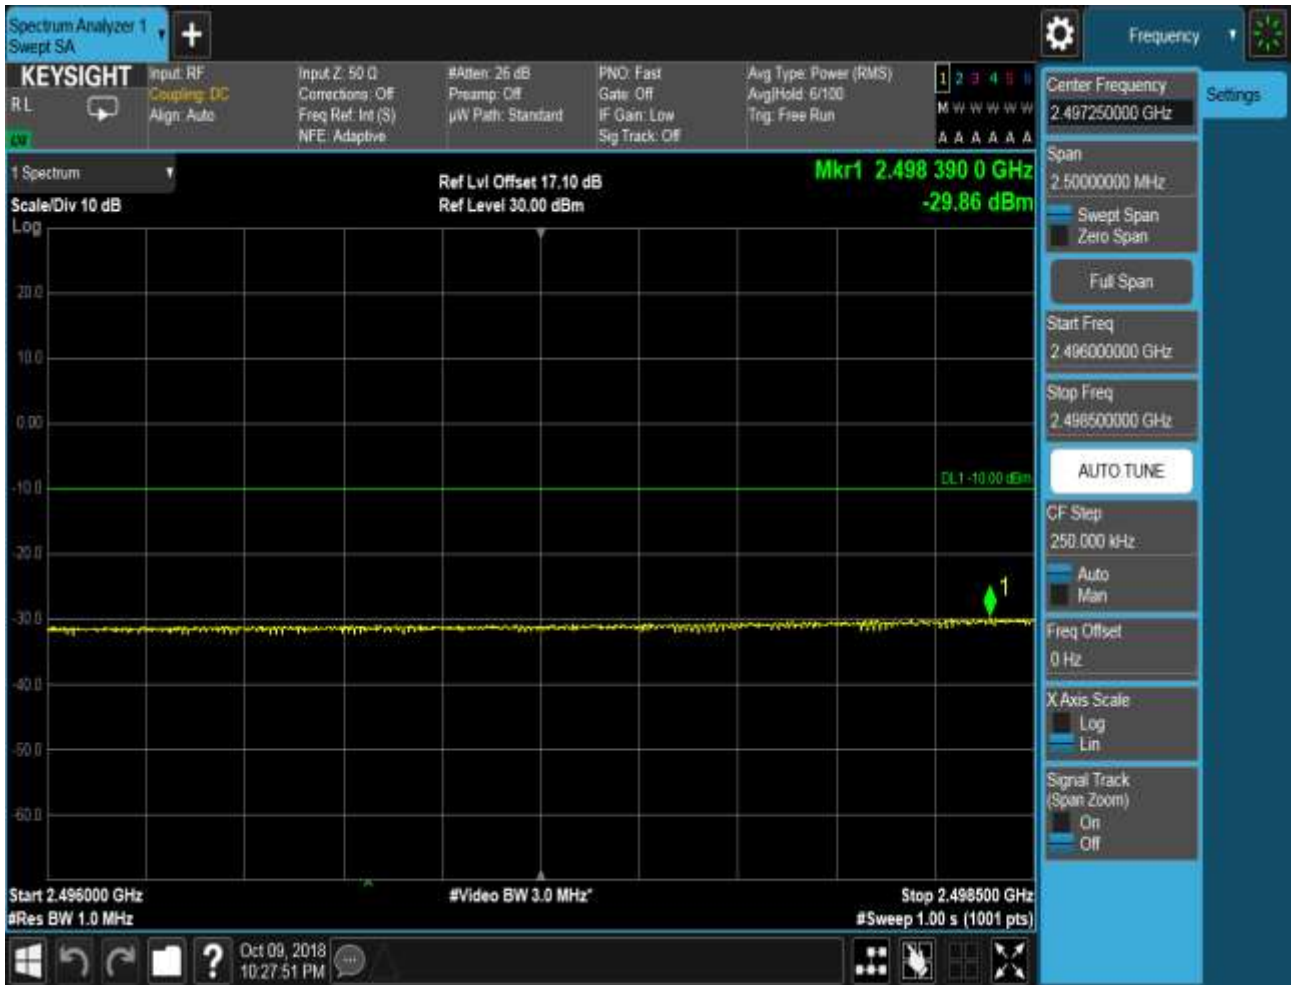 Spectrum Analyzer 1
Swept SA
+
Frequency
KEYSIGHT
R L
Input: RF
Coupling: DC
Align: Auto
Input Z: 50 Ω
Corrections: Off
Freq Ref: Int (S)
NFE: Adaptive
#Atten: 26 dB
Preamp: Off
µW Path: Standard
PNO: Fast
Gate: Off
IF Gain: Low
Sig Track: Off
Avg Type: Power (RMS)
Avg|Hold: 6/100
Trig: Free Run
1 2 3 4 5 6
M W W W W W
A A A A A A
1 Spectrum
Scale/Div 10 dB
Log
Ref Lvl Offset 17.10 dB
Ref Level 30.00 dBm
Mkr1 2.498 390 0 GHz
-29.86 dBm
20.0
10.0
0.00
-10.0
-20.0
-30.0
-40.0
-50.0
-60.0
DL1 -10.00 dBm
1
Start 2.496000 GHz
#Res BW 1.0 MHz
#Video BW 3.0 MHz*
Stop 2.498500 GHz
#Sweep 1.00 s (1001 pts)
?
Oct 09, 2018
10:27:51 PM
Center Frequency
2.497250000 GHz
Settings
Span
2.50000000 MHz
Swept Span
Zero Span
Full Span
Start Freq
2.496000000 GHz
Stop Freq
2.498500000 GHz
AUTO TUNE
CF Step
250.000 kHz
Auto
Man
Freq Offset
0 Hz
X Axis Scale
Log
Lin
Signal Track
(Span Zoom)
On
Off